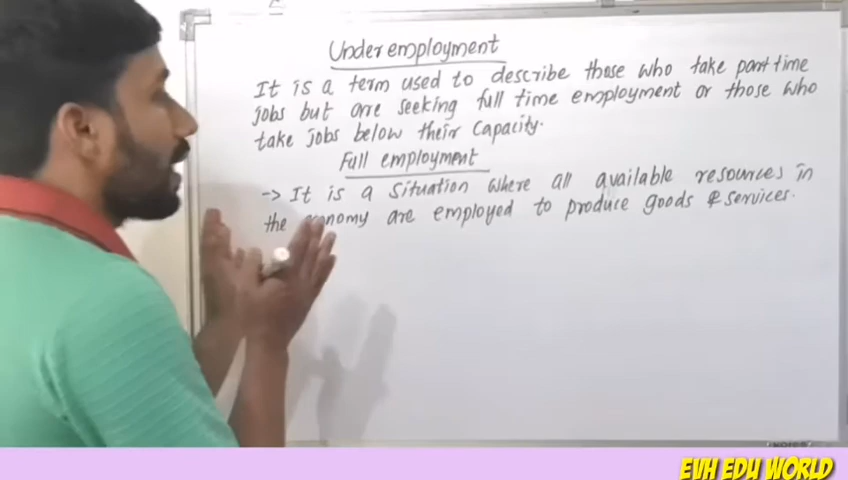 Underemployment
It is a term used to describe those who take part time
jobs but are seeking full time employment or those who
take jobs below their capacity.
Full employment
-> It is a situation where all available resources in
the economy are employed to produce goods & services.
EVH EDU WORLD